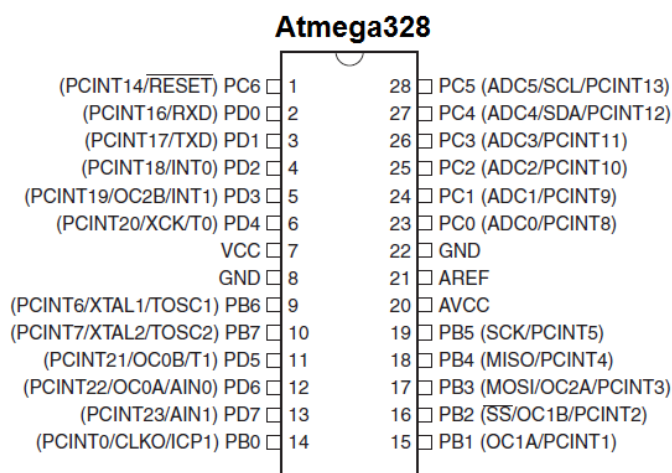 Atmega328
(PCINT14/RESET) PC6 1 28 PC5 (ADC5/SCL/PCINT13)
(PCINT16/RXD) PD0 2 27 PC4 (ADC4/SDA/PCINT12)
(PCINT17/TXD) PD1 3 26 PC3 (ADC3/PCINT11)
(PCINT18/INT0) PD2 4 25 PC2 (ADC2/PCINT10)
(PCINT19/OC2B/INT1) PD3 5 24 PC1 (ADC1/PCINT9)
(PCINT20/XCK/T0) PD4 6 23 PC0 (ADC0/PCINT8)
VCC 7 22 GND
GND 8 21 AREF
(PCINT6/XTAL1/TOSC1) PB6 9 20 AVCC
(PCINT7/XTAL2/TOSC2) PB7 10 19 PB5 (SCK/PCINT5)
(PCINT21/OC0B/T1) PD5 11 18 PB4 (MISO/PCINT4)
(PCINT22/OC0A/AIN0) PD6 12 17 PB3 (MOSI/OC2A/PCINT3)
(PCINT23/AIN1) PD7 13 16 PB2 (SS/OC1B/PCINT2)
(PCINT0/CLKO/ICP1) PB0 14 15 PB1 (OC1A/PCINT1)